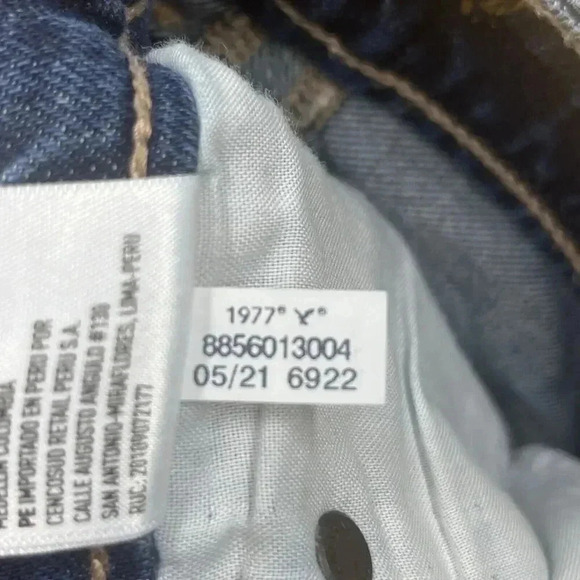 MEDELLIN COLOMBIA
PE IMPORTADO EN PERU POR
CENCOSUD RETAIL PERU S.A.
CALLE AUGUSTO ANGULO #130
SAN ANTONIO-MIRAFLORES, LIMA-PERU
RUC: 20109072177
1977®
8856013004
05/21 6922